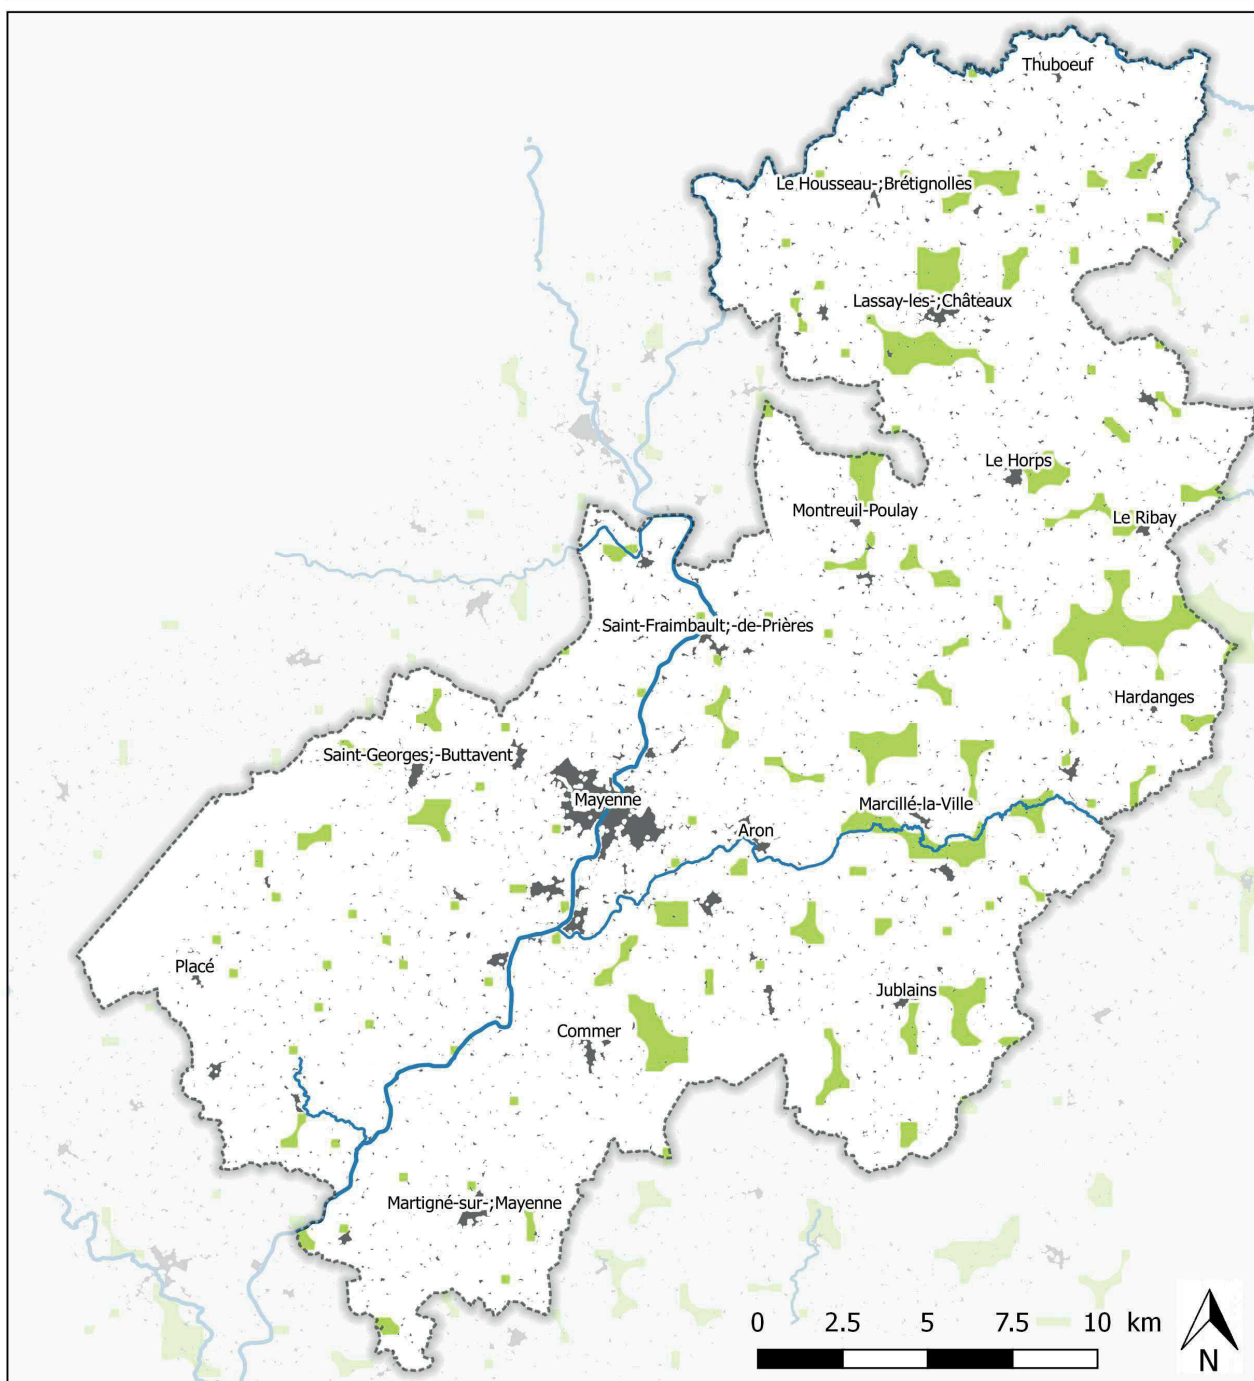 Thuboeuf
Le Housseau-;Brétignolles
Lassay-les-;Châteaux
Le Horps
Montreuil-Poulay
Le Ribay
Saint-Fraimbault;-de-Prières
Hardanges
Saint-Georges;-Buttavent
Mayenne
Marcillé-la-Ville
Aron
Placé
Jublains
Commer
Martigné-sur-;Mayenne
0 2.5 5 7.5 10 km
N